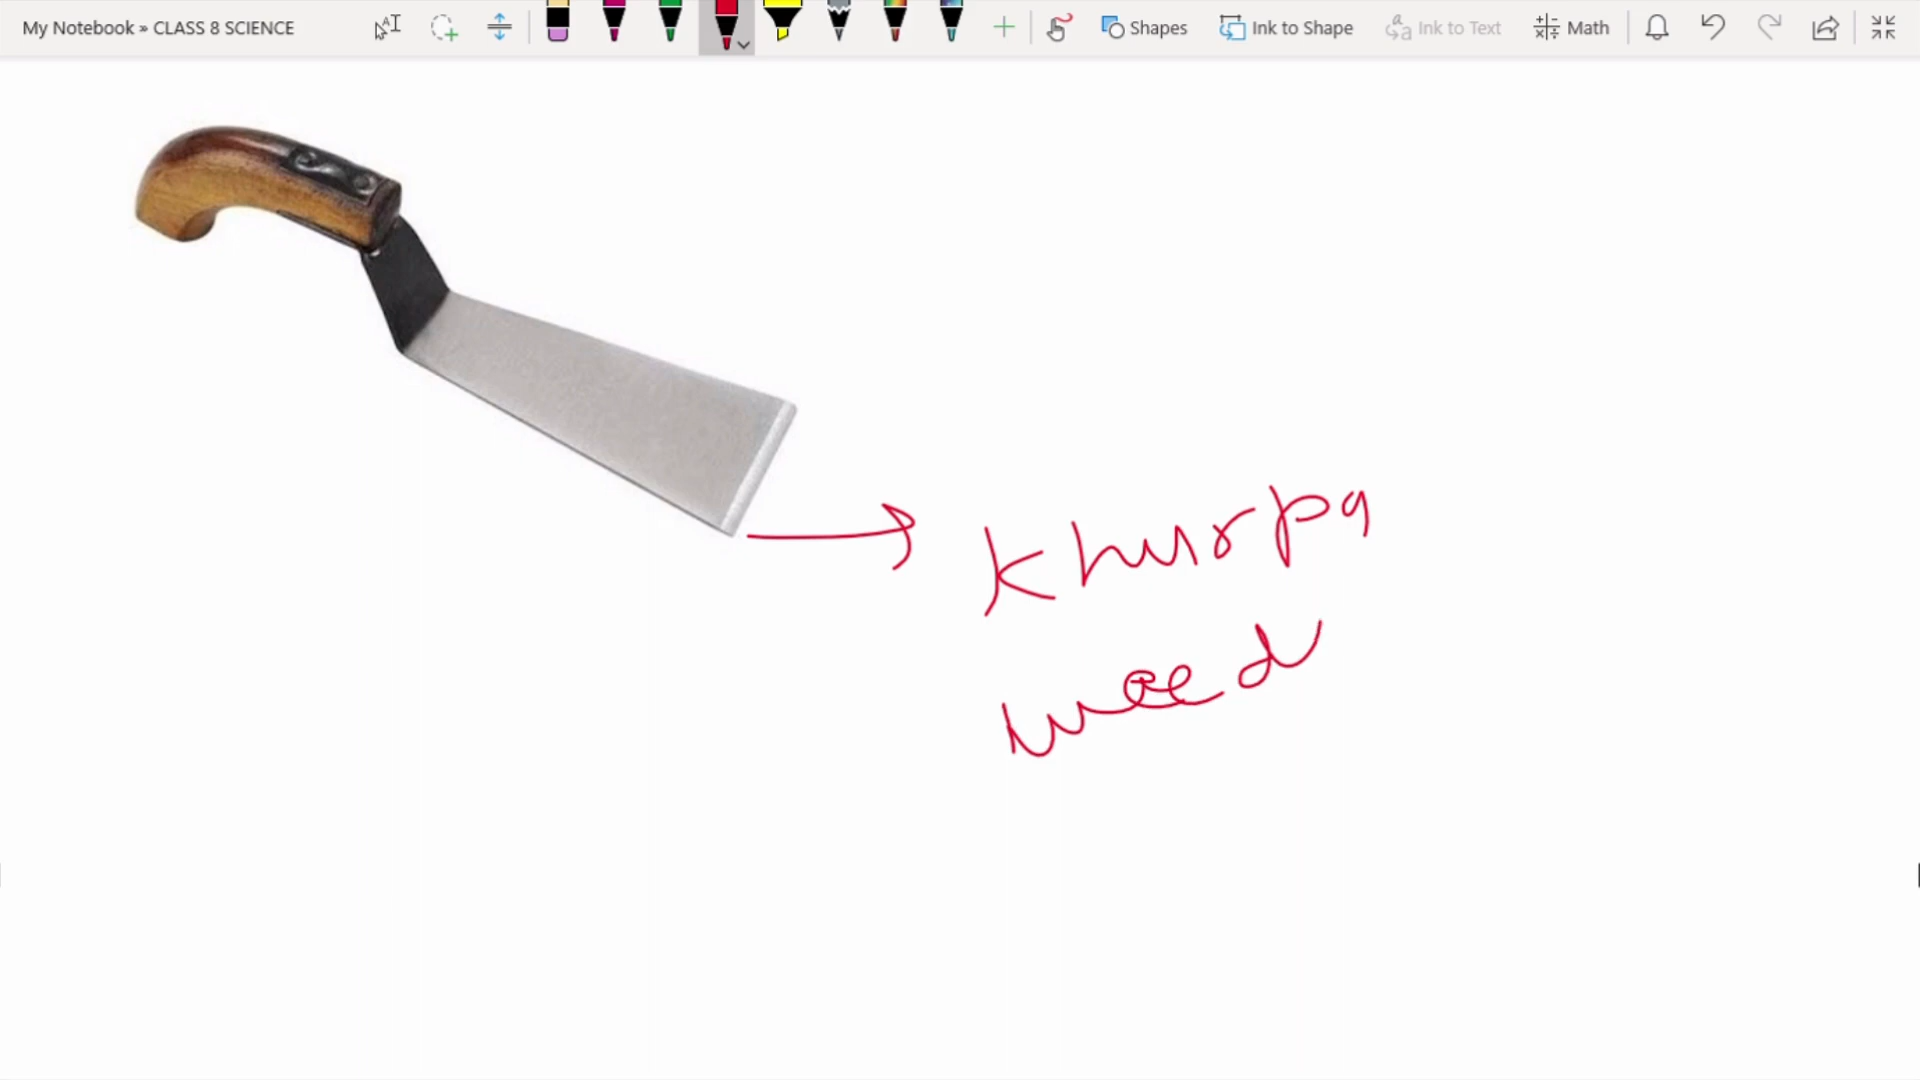 My Notebook » CLASS 8 SCIENCE
Shapes
Ink to Shape
Ink to Text
Math
khurpa
weed